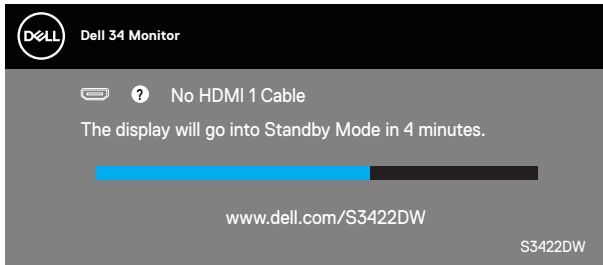 DELL
Dell 34 Monitor
? No HDMI 1 Cable
The display will go into Standby Mode in 4 minutes.
www.dell.com/S3422DW
S3422DW